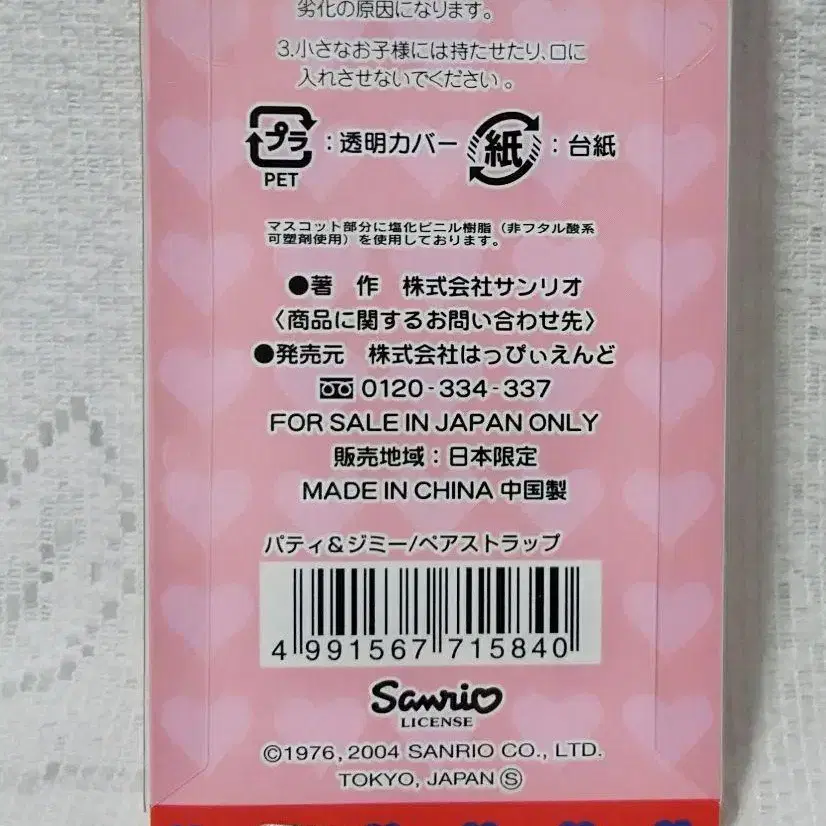 劣化の原因になります。
3.小さなお子様には持たせたり、口に
入れさせないでください。
プラ :透明カバー 紙 :台紙
PET
マスコット部分に塩化ビニル樹脂(非フタル酸系
可塑剤使用)を使用しております。
●著 作 株式会社サンリオ
〈商品に関するお問い合わせ先〉
●発売元 株式会社はっぴぃえんど
0120-334-337
FOR SALE IN JAPAN ONLY
販売地域:日本限定
MADE IN CHINA 中国製
パティ&ジミー/ペアストラップ
4 991567 715840
Sanrio
LICENSE
©1976, 2004 SANRIO CO., LTD.
TOKYO, JAPAN Ⓢ